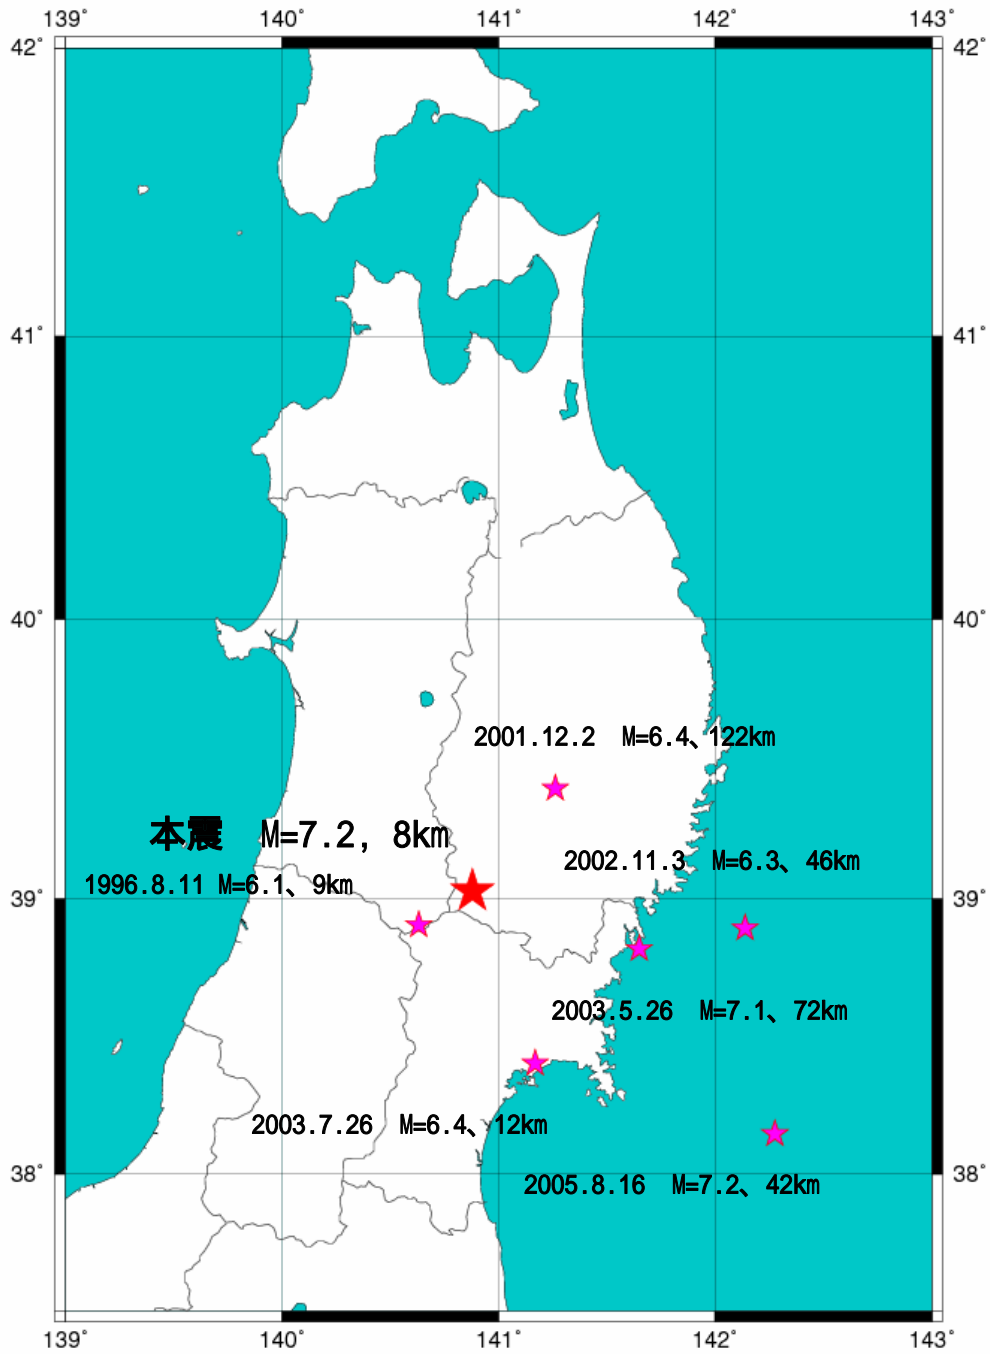 139° 140° 141° 142° 143°
42° 42°
41° 41°
40° 40°
2001.12.2 M=6.4、122km
本震 M=7.2, 8km
2002.11.3 M=6.3、46km
1996.8.11 M=6.1、9km
39° 39°
2003.5.26 M=7.1、72km
2003.7.26 M=6.4、12km
38° 38°
2005.8.16 M=7.2、42km
139° 140° 141° 142° 143°